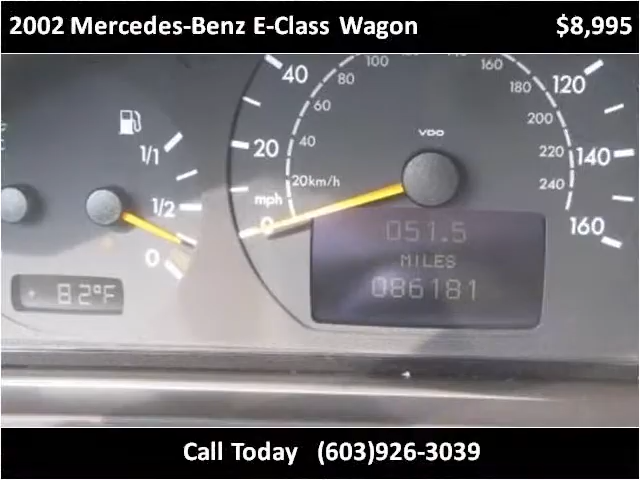 2002 Mercedes-Benz E-Class Wagon $8,995
40 100 160 120
80 180
60 200
1/1 20 40 VDO 220 140
1/2 mph 20km/h 240
0 0 051.5 160
MILES
+ 82°F 086181
Call Today (603)926-3039